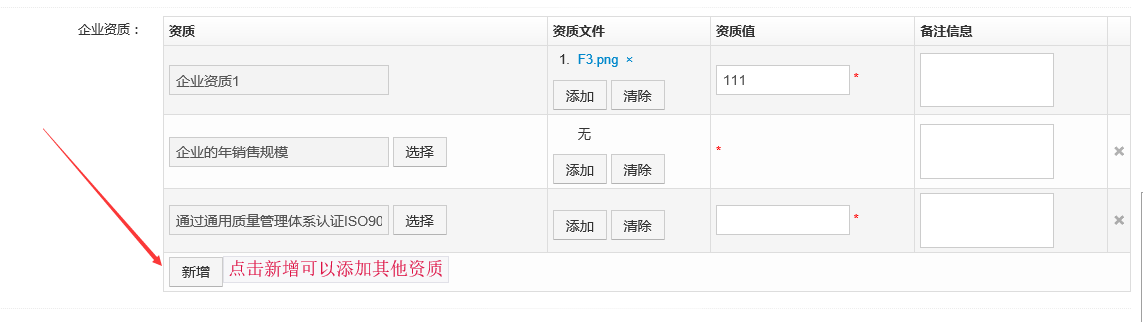 企业资质：
资质 资质文件 资质值 备注信息
企业资质1 1. F3.png × 添加 清除 111 *
企业的年销售规模 选择 无 添加 清除 *
通过通用质量管理体系认证ISO90 选择 添加 清除 *
新增 点击新增可以添加其他资质